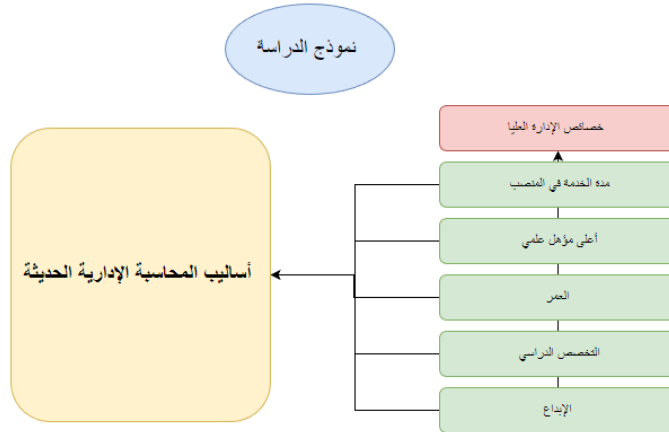 نموذج الدراسة
خصائص الإدارة العليا
مدة الخدمة في المنصب
أعلى مؤهل علمي
أساليب المحاسبة الإدارية الحديثة
العمر
التخصص الدراسي
الإبداع